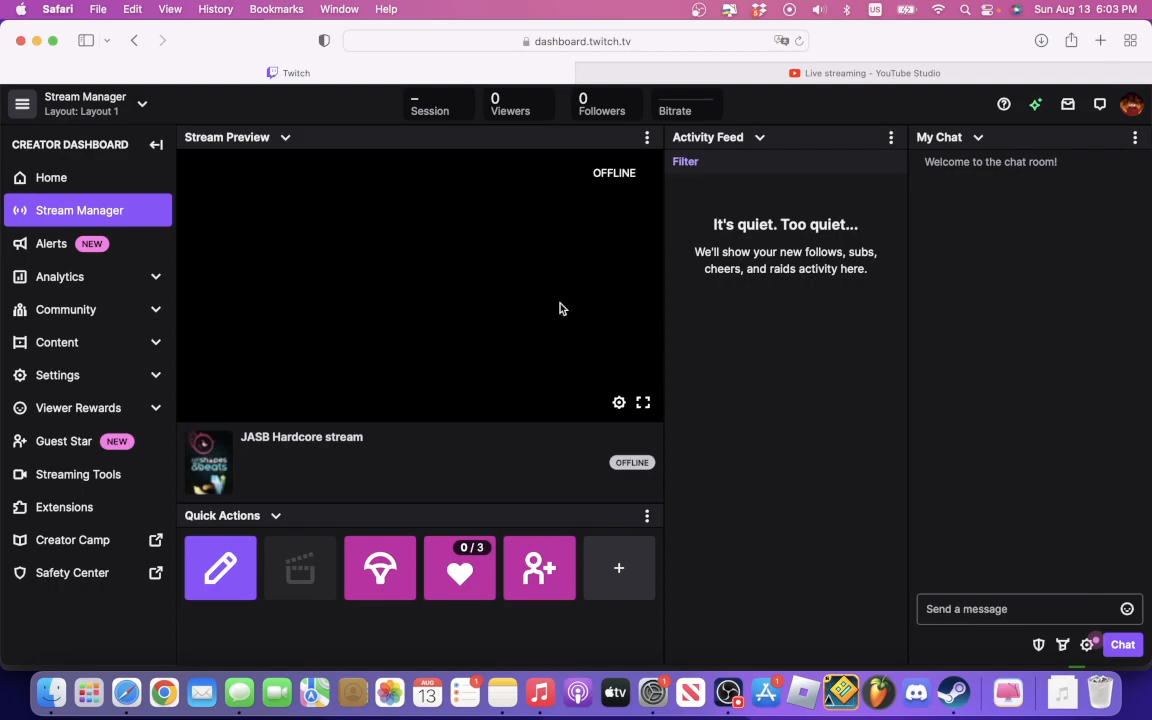 Safari File Edit View History Bookmarks Window Help
US
Sun Aug 13 6:03 PM
dashboard.twitch.tv
Twitch
Live streaming - YouTube Studio
Stream Manager
Layout: Layout 1
–
Session
0
Viewers
0
Followers
Bitrate
CREATOR DASHBOARD
Home
Stream Manager
Alerts NEW
Analytics
Community
Content
Settings
Viewer Rewards
Guest Star NEW
Streaming Tools
Extensions
Creator Camp
Safety Center
Stream Preview
OFFLINE
JASB Hardcore stream
OFFLINE
Quick Actions
0 / 3
+
Activity Feed
Filter
It's quiet. Too quiet...
We'll show your new follows, subs,
cheers, and raids activity here.
My Chat
Welcome to the chat room!
Send a message
Chat
AUG
13
1
tv
1
1